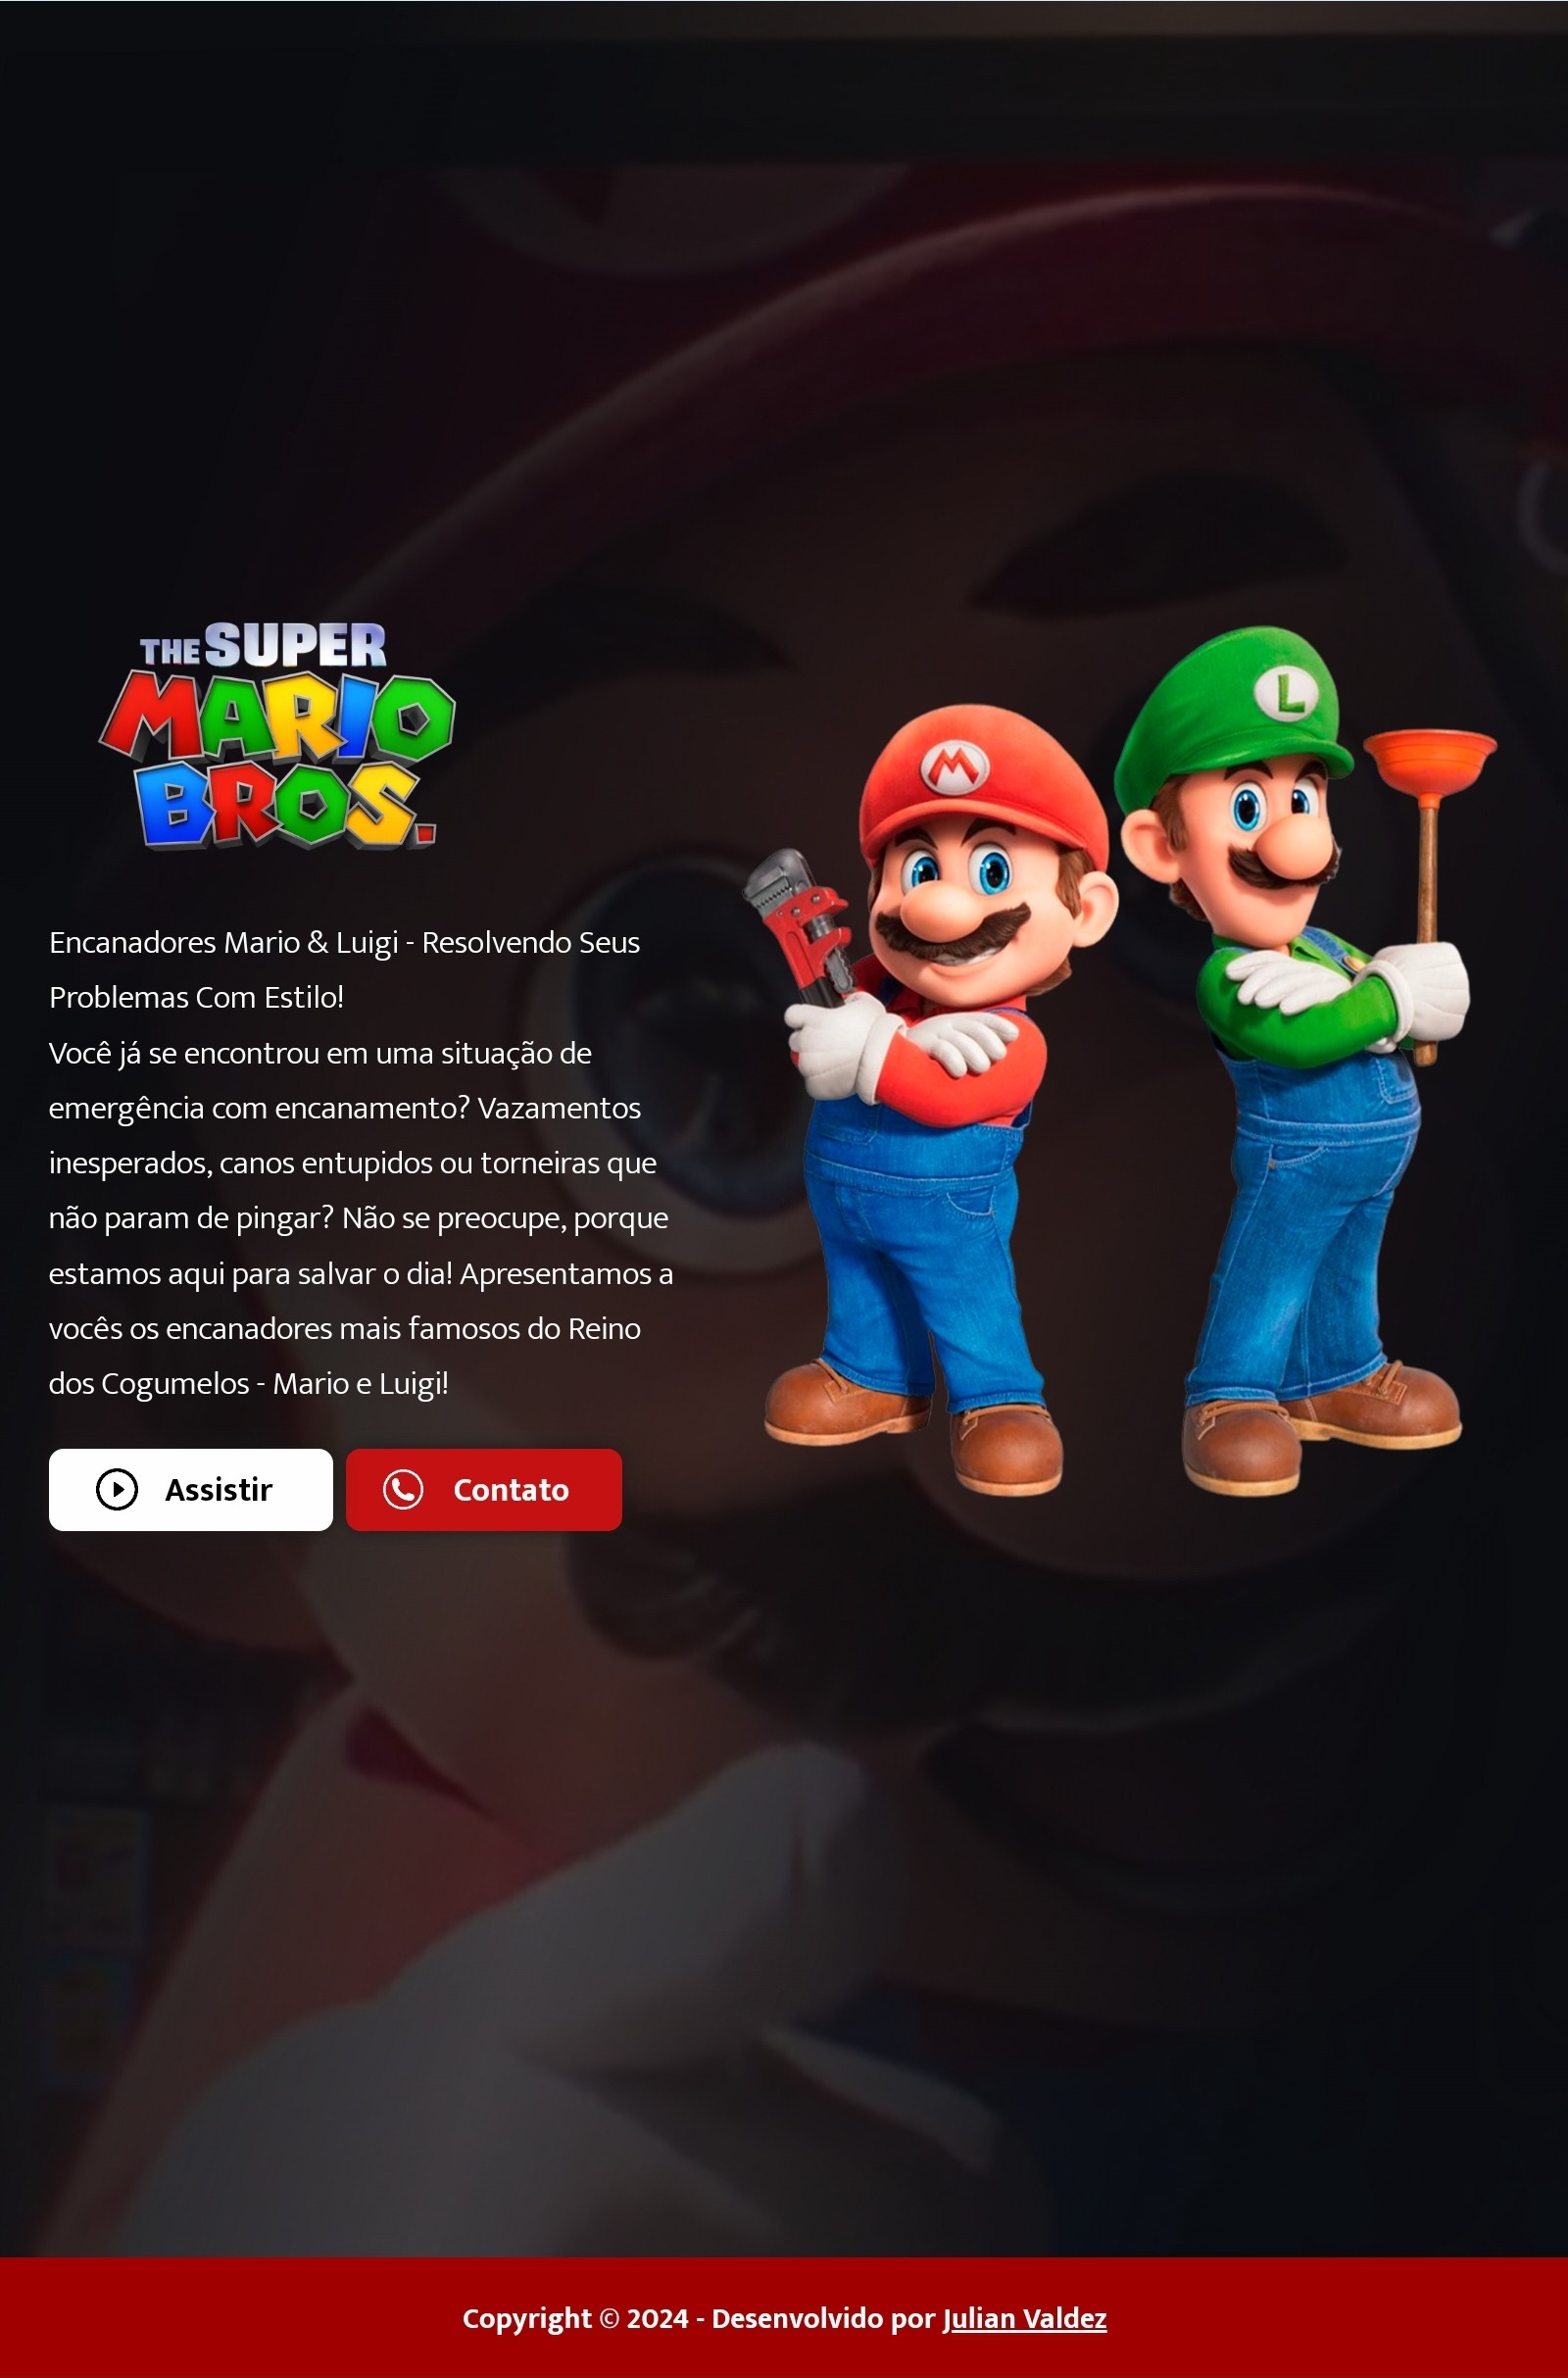 THE SUPER
MARIO
BROS.
M
L
Encanadores Mario & Luigi - Resolvendo Seus
Problemas Com Estilo!
Você já se encontrou em uma situação de
emergência com encanamento? Vazamentos
inesperados, canos entupidos ou torneiras que
não param de pingar? Não se preocupe, porque
estamos aqui para salvar o dia! Apresentamos a
vocês os encanadores mais famosos do Reino
dos Cogumelos - Mario e Luigi!
Assistir
Contato
Copyright © 2024 - Desenvolvido por Julian Valdez